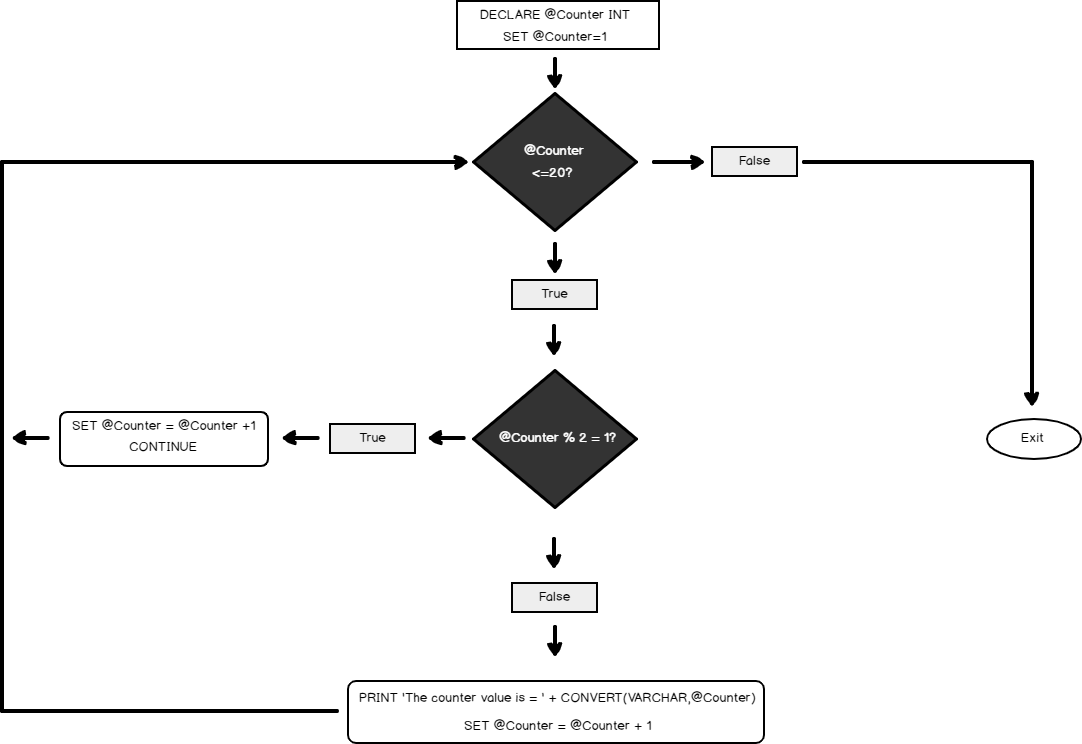 DECLARE @Counter INT
SET @Counter=1
@Counter
<=20?
False
True
@Counter % 2 = 1?
True
SET @Counter = @Counter +1
CONTINUE
Exit
False
PRINT 'The counter value is = ' + CONVERT(VARCHAR,@Counter)
SET @Counter = @Counter + 1